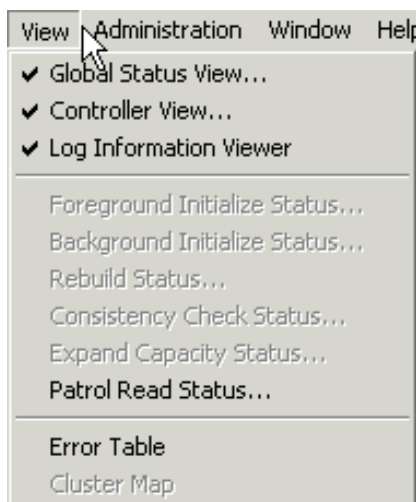 View Administration Window Help
✔ Global Status View...
✔ Controller View...
✔ Log Information Viewer
Foreground Initialize Status...
Background Initialize Status...
Rebuild Status...
Consistency Check Status...
Expand Capacity Status...
Patrol Read Status...
Error Table
Cluster Map